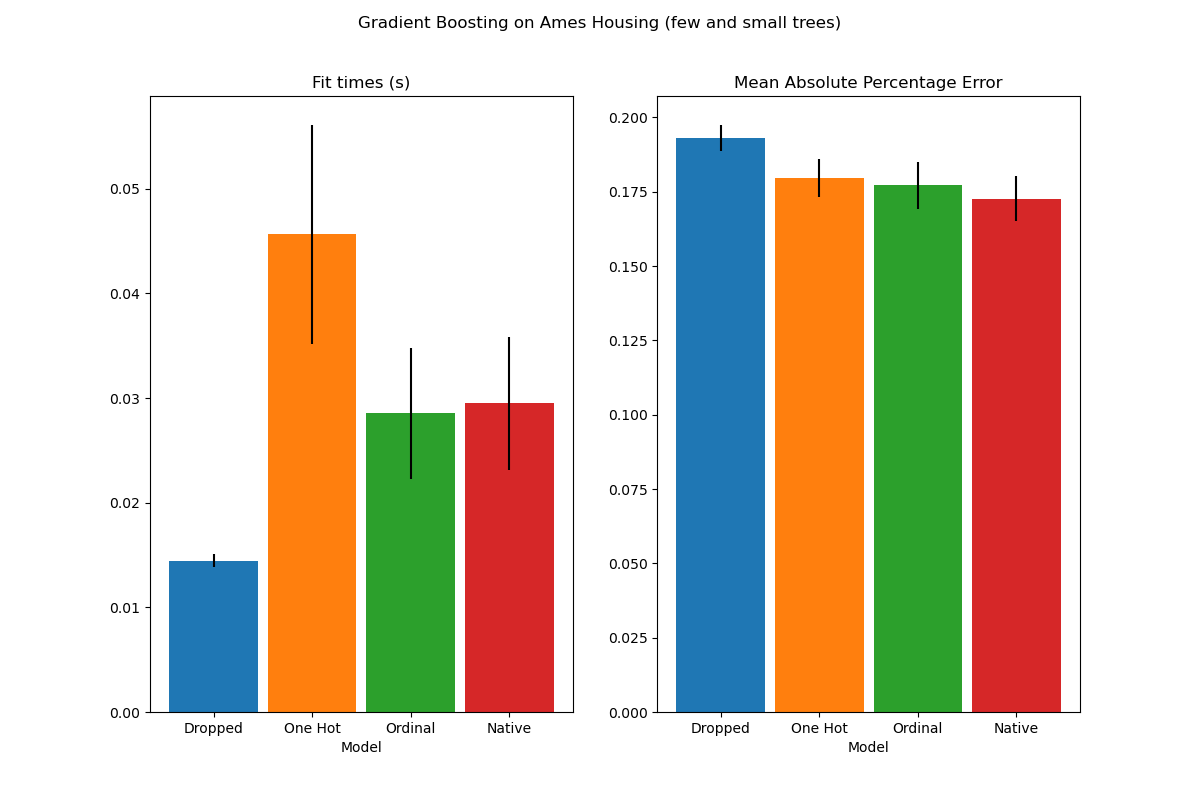 Gradient Boosting on Ames Housing (few and small trees)
Fit times (s)
0.05
0.04
0.03
0.02
0.01
0.00
Dropped One Hot Ordinal Native
Model
Mean Absolute Percentage Error
0.200
0.175
0.150
0.125
0.100
0.075
0.050
0.025
0.000
Dropped One Hot Ordinal Native
Model